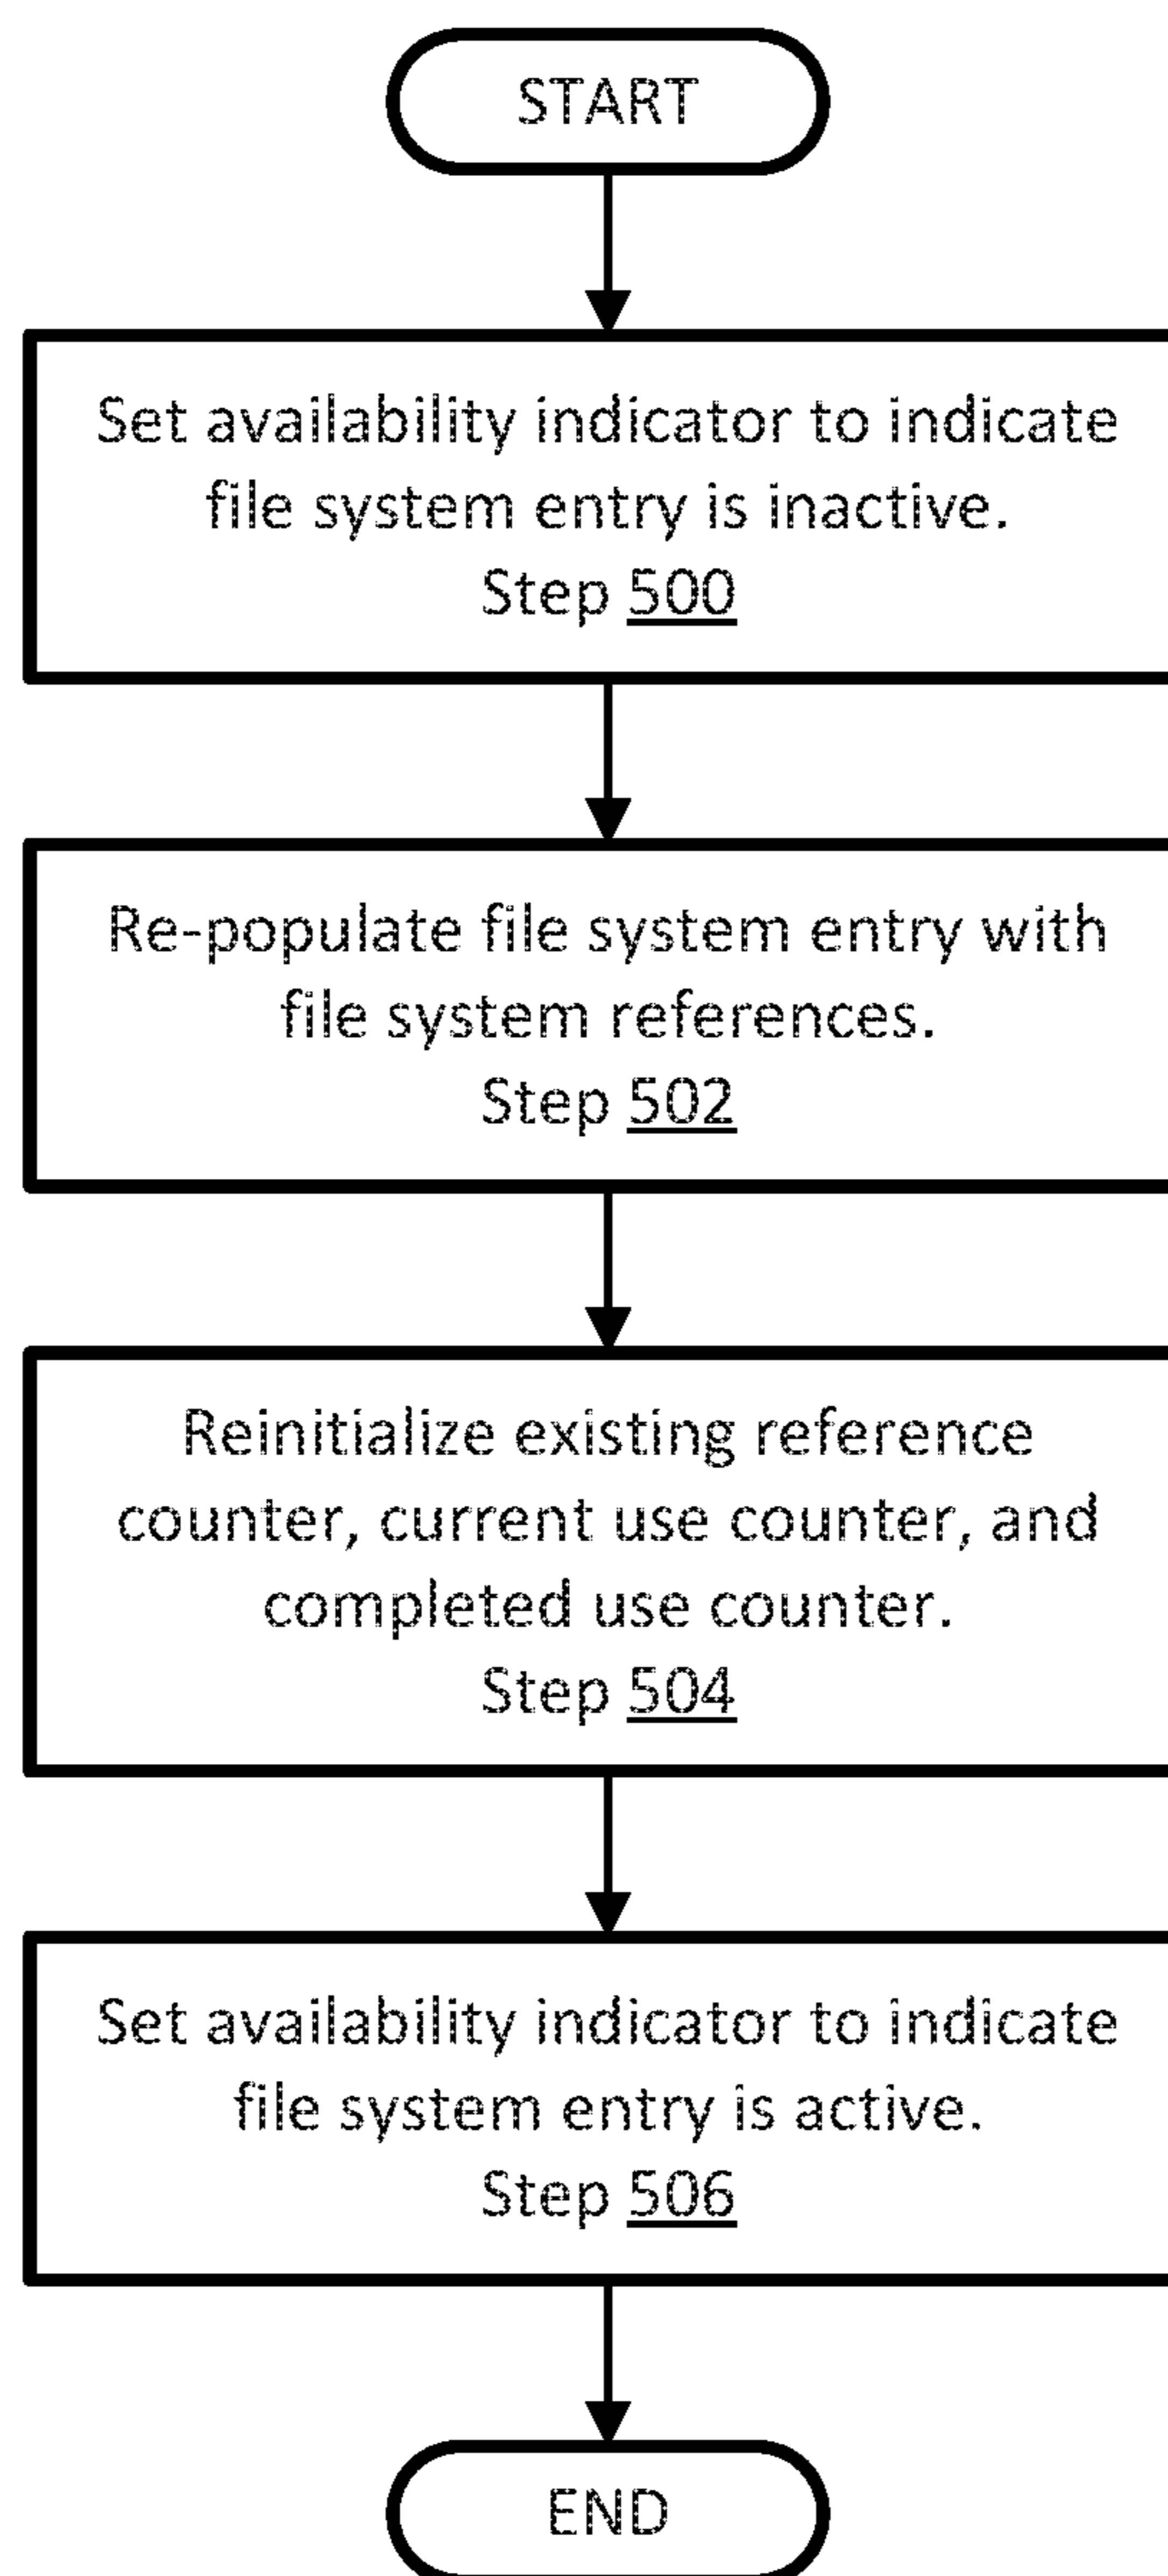 START
Set availability indicator to indicate
file system entry is inactive.
Step 500
Re-populate file system entry with
file system references.
Step 502
Reinitialize existing reference
counter, current use counter, and
completed use counter.
Step 504
Set availability indicator to indicate
file system entry is active.
Step 506
END